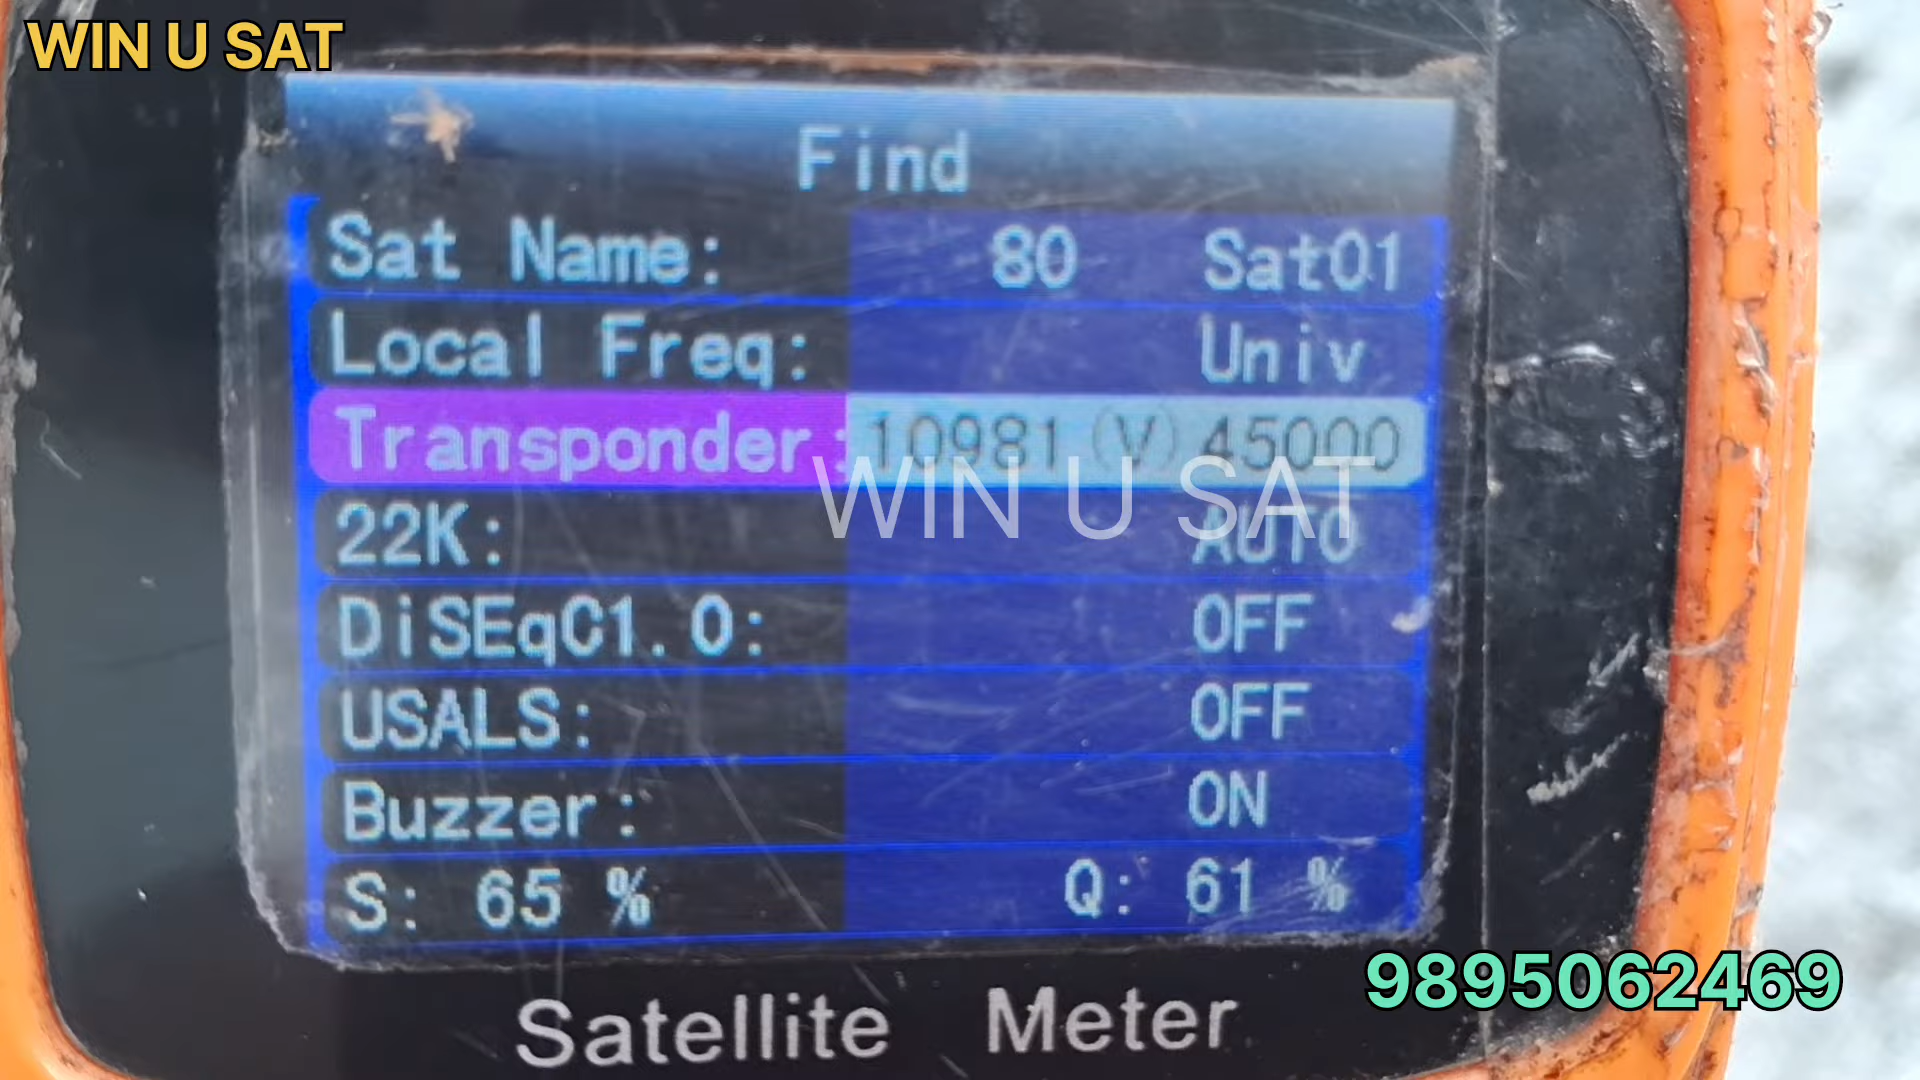 WIN U SAT
Find
Sat Name: 80 Sat01
Local Freq: Univ
Transponder: 10981 (V) 45000
WIN U SAT
22K: AUTO
DiSEqC1.0: OFF
USALS: OFF
Buzzer: ON
S: 65 % Q: 61 %
9895062469
Satellite Meter